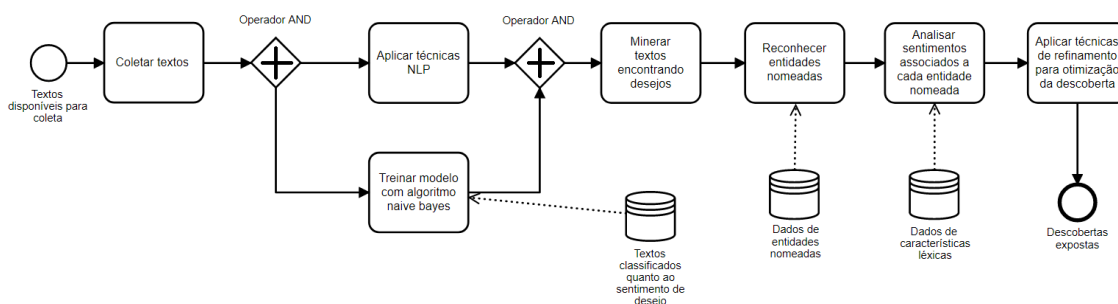 Operador AND
Operador AND
Textos
disponíveis para
coleta
Coletar textos
Aplicar técnicas
NLP
Treinar modelo
com algoritmo
naive bayes
Minerar
textos
encontrando
desejos
Reconhecer
entidades
nomeadas
Analisar
sentimentos
associados a
cada entidade
nomeada
Aplicar técnicas
de refinamento
para otimização
da descoberta
Textos
classificados
quanto ao
sentimento de
desejo
Dados de
entidades
nomeadas
Dados de
características
léxicas
Descobertas
expostas